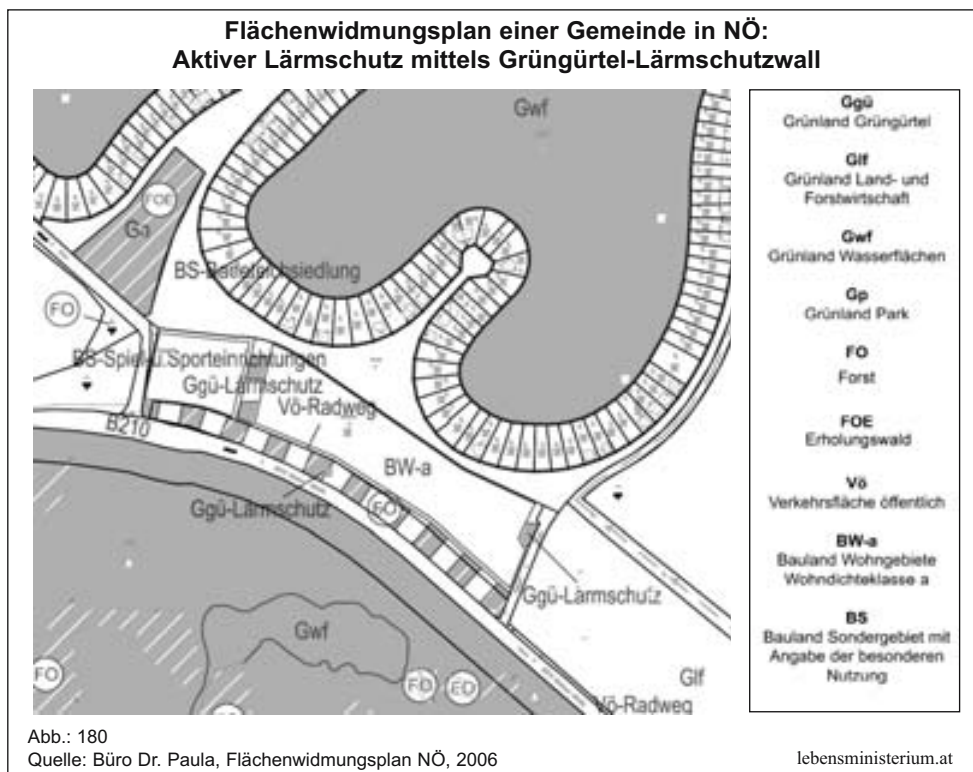 Flächenwidmungsplan einer Gemeinde in NÖ:
Aktiver Lärmschutz mittels Grüngürtel-Lärmschutzwall
Gwf
FOE
BS-Badeteichsiedlung
FO
BS-Spiel-u.Sporteinrichtungen
Ggü-Lärmschutz
Vö-Radweg
B210
BW-a
Ggü-Lärmschutz
FO
Ggü-Lärmschutz
Gwf
FO
FO
Glf
Vö-Radweg
Ggü
Grünland Grüngürtel
Glf
Grünland Land- und
Forstwirtschaft
Gwf
Grünland Wasserflächen
Gp
Grünland Park
FO
Forst
FOE
Erholungswald
Vö
Verkehrsfläche öffentlich
BW-a
Bauland Wohngebiete
Wohndichteklasse a
BS
Bauland Sondergebiet mit
Angabe der besonderen
Nutzung
Abb.: 180
Quelle: Büro Dr. Paula, Flächenwidmungsplan NÖ, 2006
lebensministerium.at